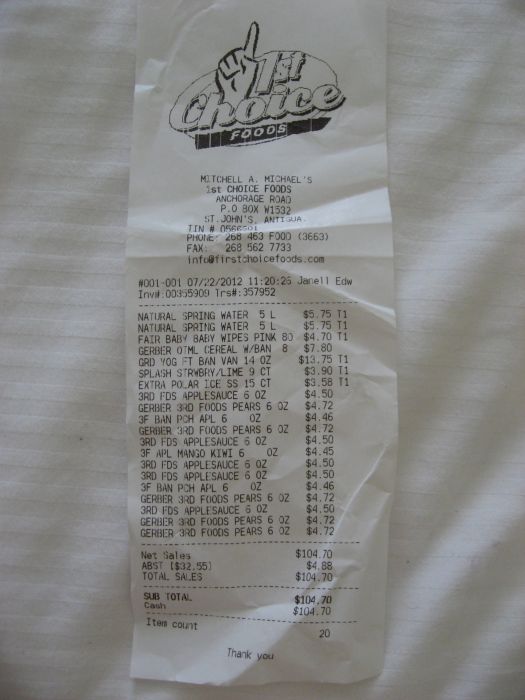 1st
Choice
FOODS
MITCHELL A. MICHAEL'S
1st CHOICE FOODS
ANCHORAGE ROAD
P.O BOX W1532
ST.JOHN'S, ANTIGUA.
TIN # 0566501
PHONE: 268 463 FOOD (3663)
FAX: 268 562 7733
info@firstchoicefoods.com
#001-001 07/22/2012 11:20:26 Janell Edw
Inv#:00355909 Trs#:357952
NATURAL SPRING WATER 5 L $5.75 T1
NATURAL SPRING WATER 5 L $5.75 T1
FAIR BABY BABY WIPES PINK 80 $4.70 T1
GERBER OTML CEREAL W/BAN 8 $7.80
GRD YOG FT BAN VAN 14 OZ $13.75 T1
SPLASH STRWBRY/LIME 9 CT $3.90 T1
EXTRA POLAR ICE SS 15 CT $3.58 T1
3RD FDS APPLESAUCE 6 OZ $4.50
GERBER 3RD FOODS PEARS 6 OZ $4.72
3F BAN PCH APL 6 OZ $4.46
GERBER 3RD FOODS PEARS 6 OZ $4.72
3RD FDS APPLESAUCE 6 OZ $4.50
3F APL MANGO KIWI 6 OZ $4.45
3RD FDS APPLESAUCE 6 OZ $4.50
3RD FDS APPLESAUCE 6 OZ $4.50
3F BAN PCH APL 6 OZ $4.46
GERBER 3RD FOODS PEARS 6 OZ $4.72
3RD FDS APPLESAUCE 6 OZ $4.50
GERBER 3RD FOODS PEARS 6 OZ $4.72
GERBER 3RD FOODS PEARS 6 OZ $4.72
Net Sales $104.70
ABST [$32.55] $4.88
TOTAL SALES $104.70
SUB TOTAL $104.70
Cash $104.70
Item count 20
Thank you